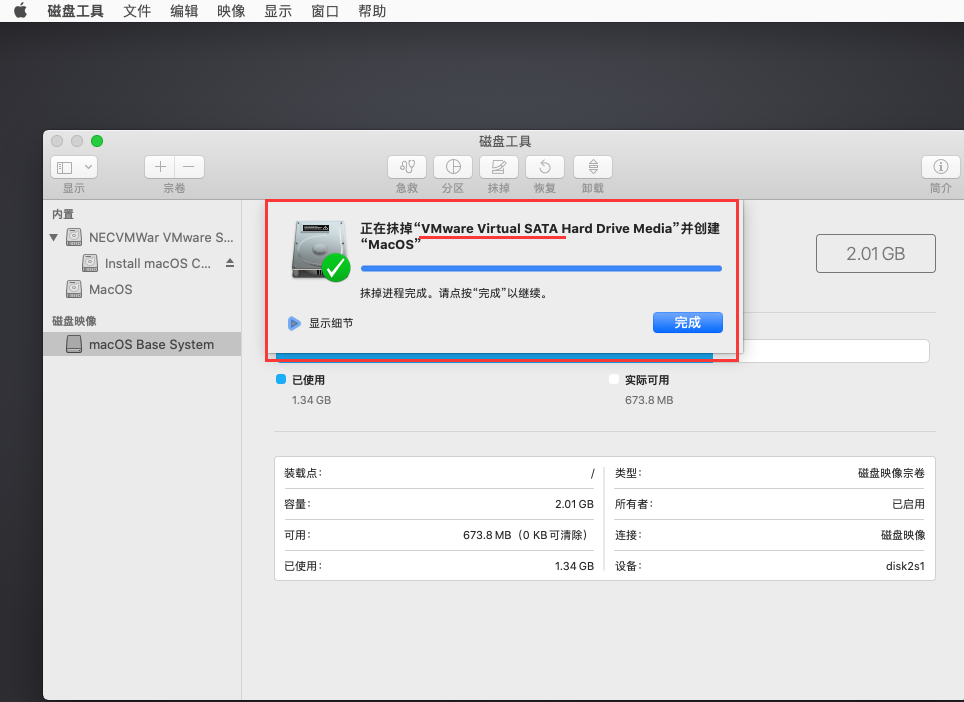 磁盘工具 文件 编辑 映像 显示 窗口 帮助
磁盘工具
显示 宗卷 急救 分区 抹掉 恢复 卸载 简介
内置
NECVMWar VMware S...
Install macOS C...
MacOS
磁盘映像
macOS Base System
正在抹掉“VMware Virtual SATA Hard Drive Media”并创建
“MacOS”
抹掉进程完成。请点按“完成”以继续。
显示细节 完成
2.01 GB
已使用 实际可用
1.34 GB 673.8 MB
装载点： / 类型： 磁盘映像宗卷
容量： 2.01 GB 所有者： 已启用
可用： 673.8 MB（0 KB 可清除） 连接： 磁盘映像
已使用： 1.34 GB 设备： disk2s1